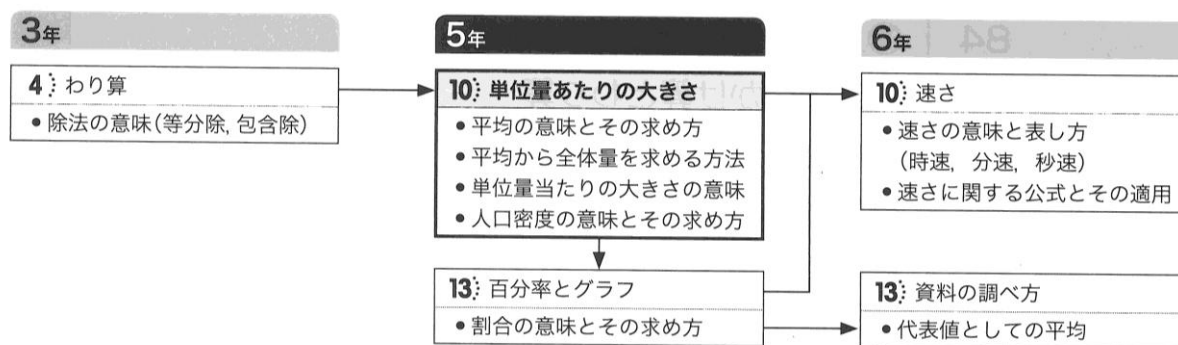 3年
4 わり算
● 除法の意味(等分除, 包含除)
5年
10 単位量あたりの大きさ
● 平均の意味とその求め方
● 平均から全体量を求める方法
● 単位量当たりの大きさの意味
● 人口密度の意味とその求め方
13 百分率とグラフ
● 割合の意味とその求め方
6年
10 速さ
● 速さの意味と表し方
(時速, 分速, 秒速)
● 速さに関する公式とその適用
13 資料の調べ方
● 代表値としての平均